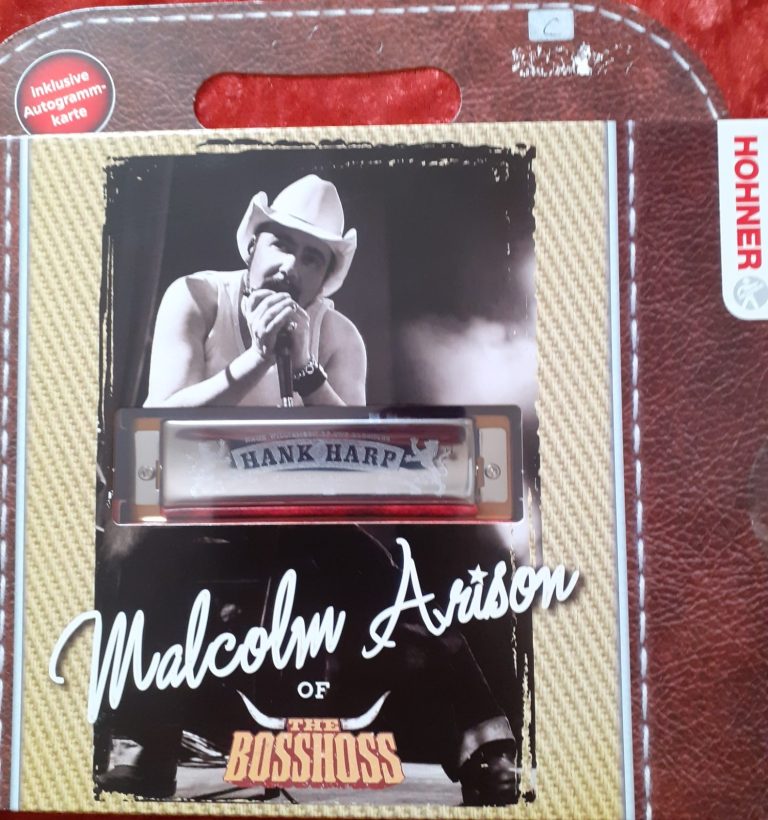 C
Inklusive
Autogramm-
karte
HOHNER
HANK HARP
Malcolm Arison
OF
THE
BOSSHOSS